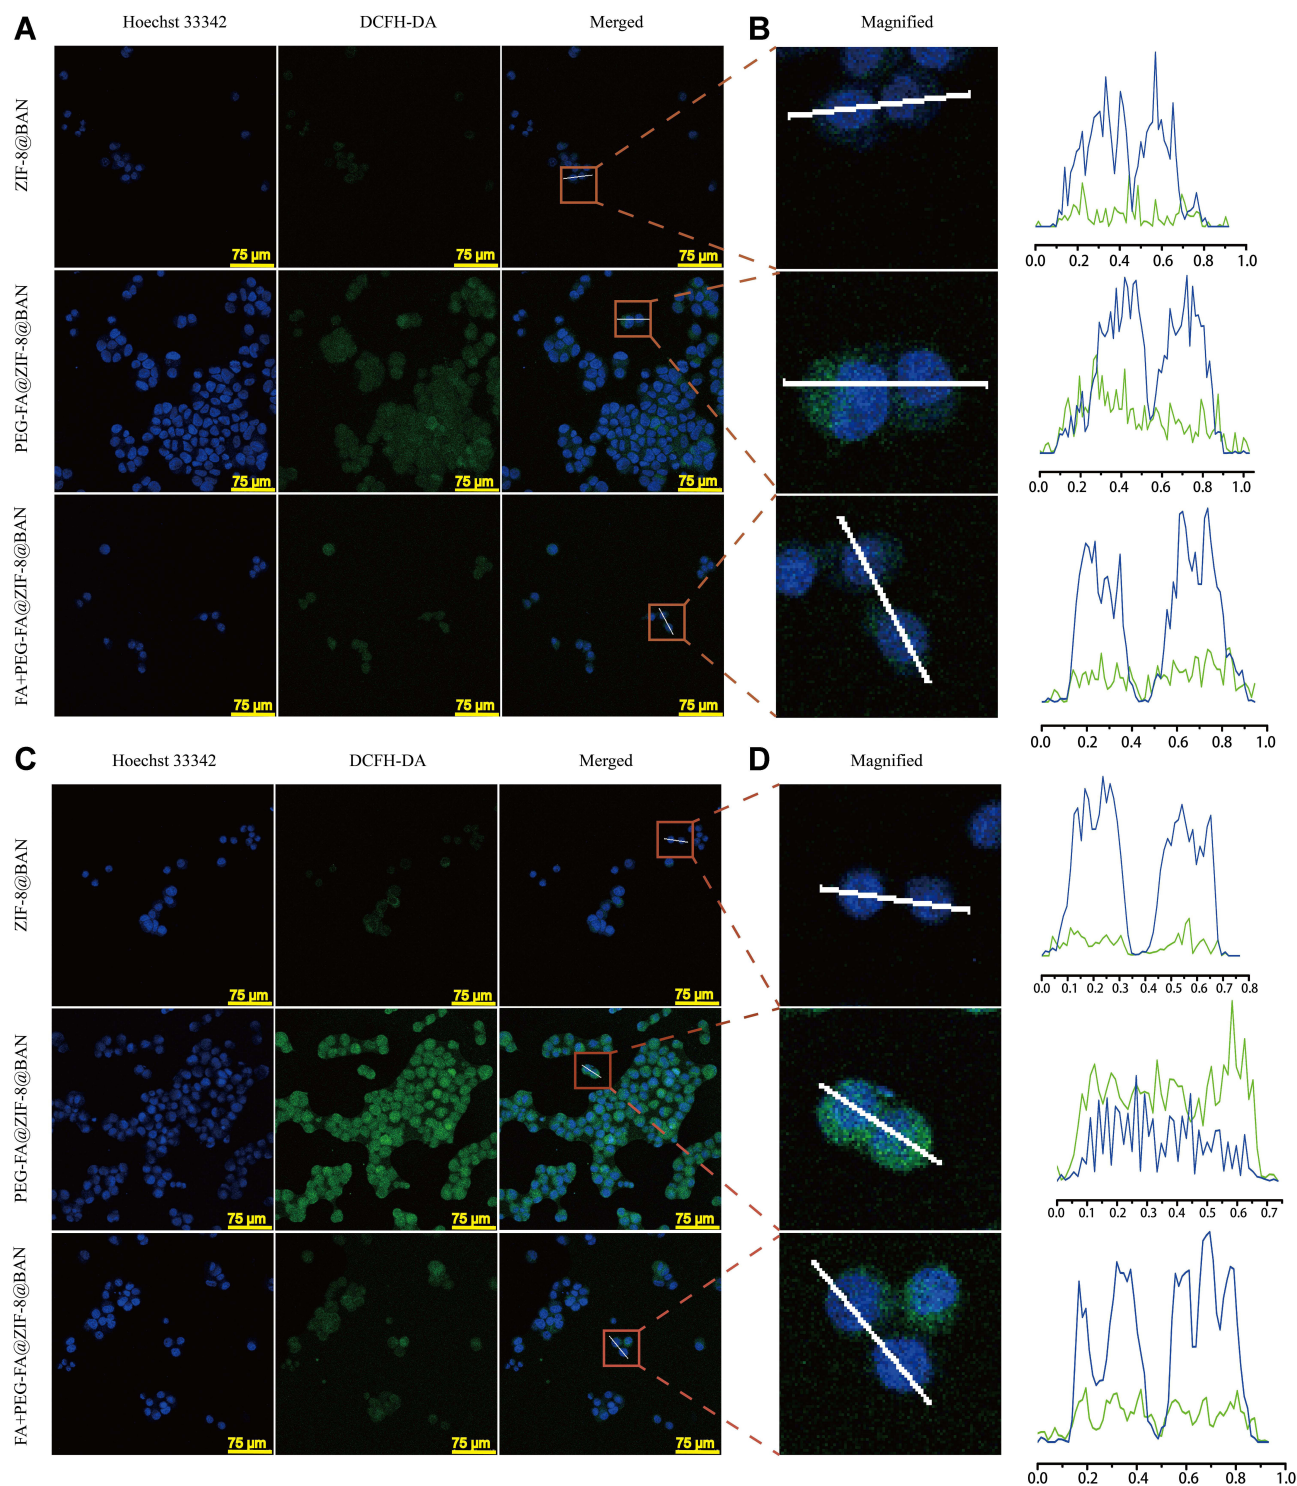 A
Hoechst 33342
DCFH-DA
Merged
B
Magnified
ZIF-8@BAN
75 µm
75 µm
75 µm
0.0 0.2 0.4 0.6 0.8 1.0
PEG-FA@ZIF-8@BAN
75 µm
75 µm
75 µm
0.0 0.2 0.4 0.6 0.8 1.0
FA+PEG-FA@ZIF-8@BAN
75 µm
75 µm
75 µm
0.0 0.2 0.4 0.6 0.8 1.0
C
Hoechst 33342
DCFH-DA
Merged
D
Magnified
ZIF-8@BAN
75 µm
75 µm
75 µm
0.0 0.1 0.2 0.3 0.4 0.5 0.6 0.7 0.8
PEG-FA@ZIF-8@BAN
75 µm
75 µm
75 µm
0.0 0.1 0.2 0.3 0.4 0.5 0.6 0.7
FA+PEG-FA@ZIF-8@BAN
75 µm
75 µm
75 µm
0.0 0.2 0.4 0.6 0.8 1.0